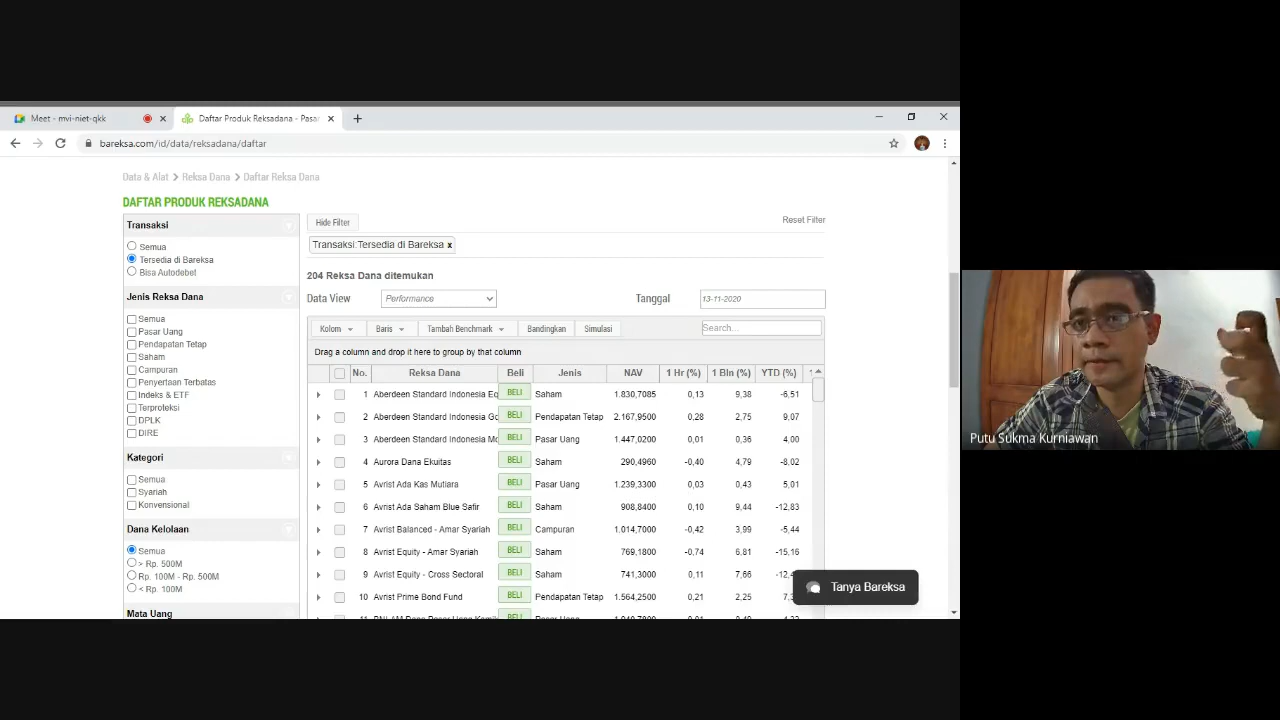 Meet - mvi-niet-qkk
Daftar Produk Reksadana - Pasar
bareksa.com/id/data/reksadana/daftar
Data & Alat > Reksa Dana > Daftar Reksa Dana
DAFTAR PRODUK REKSADANA
Transaksi
Semua
Tersedia di Bareksa
Bisa Autodebet
Jenis Reksa Dana
Semua
Pasar Uang
Pendapatan Tetap
Saham
Campuran
Penyertaan Terbatas
Indeks & ETF
Terproteksi
DPLK
DIRE
Kategori
Semua
Syariah
Konvensional
Dana Kelolaan
Semua
> Rp. 500M
Rp. 100M - Rp. 500M
< Rp. 100M
Mata Uang
Hide Filter
Reset Filter
Transaksi:Tersedia di Bareksa x
204 Reksa Dana ditemukan
Data View Performance Tanggal 13-11-2020
Kolom Baris Tambah Benchmark Bandingkan Simulasi Search...
Drag a column and drop it here to group by that column
No. Reksa Dana Beli Jenis NAV 1 Hr (%) 1 Bln (%) YTD (%)
1 Aberdeen Standard Indonesia Eq BELI Saham 1.830,7085 0,13 9,38 -6,51
2 Aberdeen Standard Indonesia Go BELI Pendapatan Tetap 2.167,9500 0,28 2,75 9,07
3 Aberdeen Standard Indonesia Mo BELI Pasar Uang 1.447,0200 0,01 0,36 4,00
4 Aurora Dana Ekuitas BELI Saham 290,4960 -0,40 4,79 -8,02
5 Avrist Ada Kas Mutiara BELI Pasar Uang 1.239,3300 0,03 0,43 5,01
6 Avrist Ada Saham Blue Safir BELI Saham 908,8400 0,10 9,44 -12,83
7 Avrist Balanced - Amar Syariah BELI Campuran 1.014,7000 -0,42 3,99 -5,44
8 Avrist Equity - Amar Syariah BELI Saham 769,1800 -0,74 6,81 -15,16
9 Avrist Equity - Cross Sectoral BELI Saham 741,3000 0,11 7,66 -12,4
10 Avrist Prime Bond Fund BELI Pendapatan Tetap 1.564,2500 0,21 2,25 7,
Tanya Bareksa
Putu Sukma Kurniawan